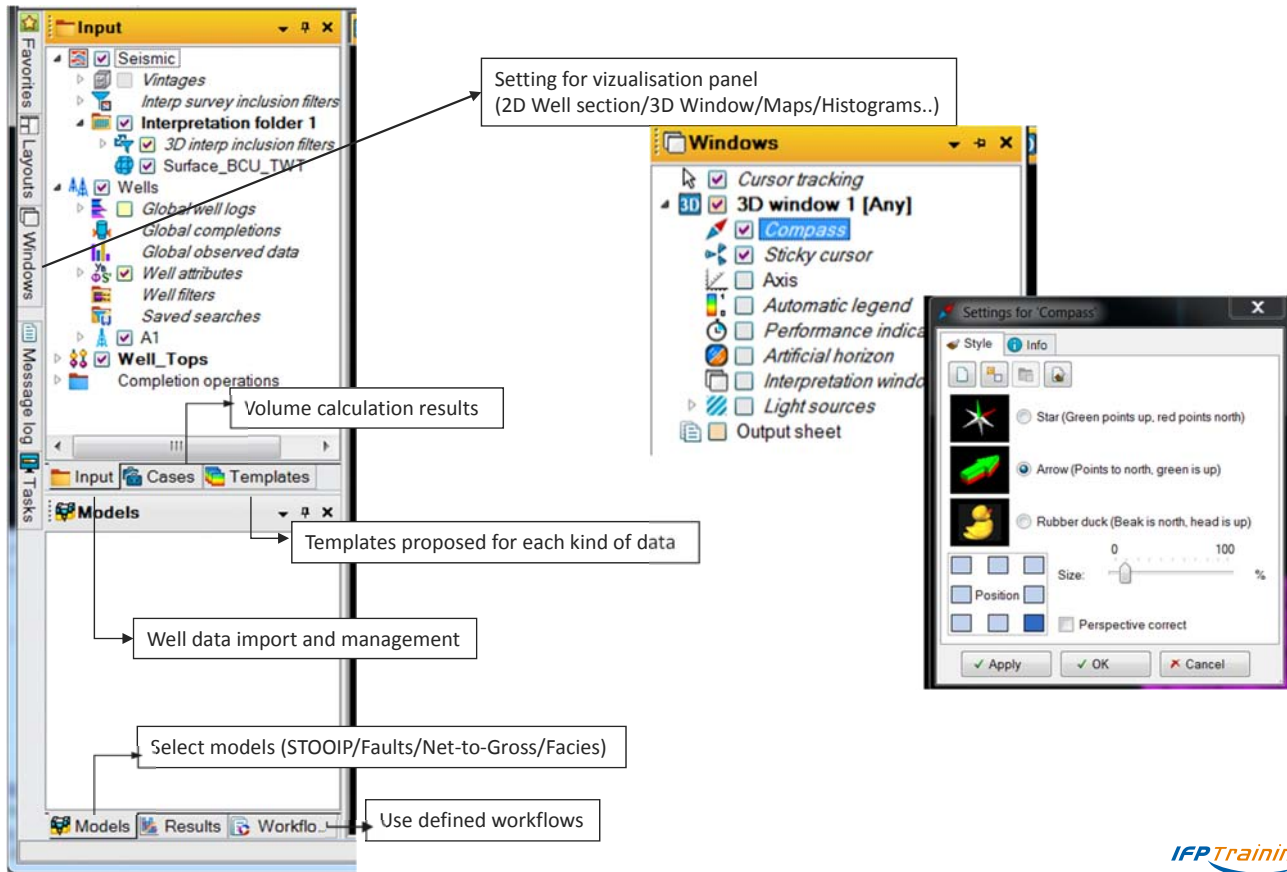 Favorites
Layouts
Windows
Message log
Tasks
Input
Seismic
Vintages
Interp survey inclusion filters
Interpretation folder 1
3D interp inclusion filters
Surface_BCU_TWT
Wells
Global well logs
Global completions
Global observed data
Well attributes
Well filters
Saved searches
A1
Well_Tops
Completion operations
Volume calculation results
Input Cases Templates
Models
Templates proposed for each kind of data
Well data import and management
Select models (STOOIP/Faults/Net-to-Gross/Facies)
Models Results Workflo...
Use defined workflows
Setting for vizualisation panel
(2D Well section/3D Window/Maps/Histograms..)
Windows
Cursor tracking
3D 3D window 1 [Any]
Compass
Sticky cursor
Axis
Automatic legend
Performance indica
Artificial horizon
Interpretation windo
Light sources
Output sheet
Settings for 'Compass'
X
Style Info
Star (Green points up, red points north)
Arrow (Points to north, green is up)
Rubber duck (Beak is north, head is up)
0 100
Size: %
Position
Perspective correct
Apply OK Cancel
IFP Trainin